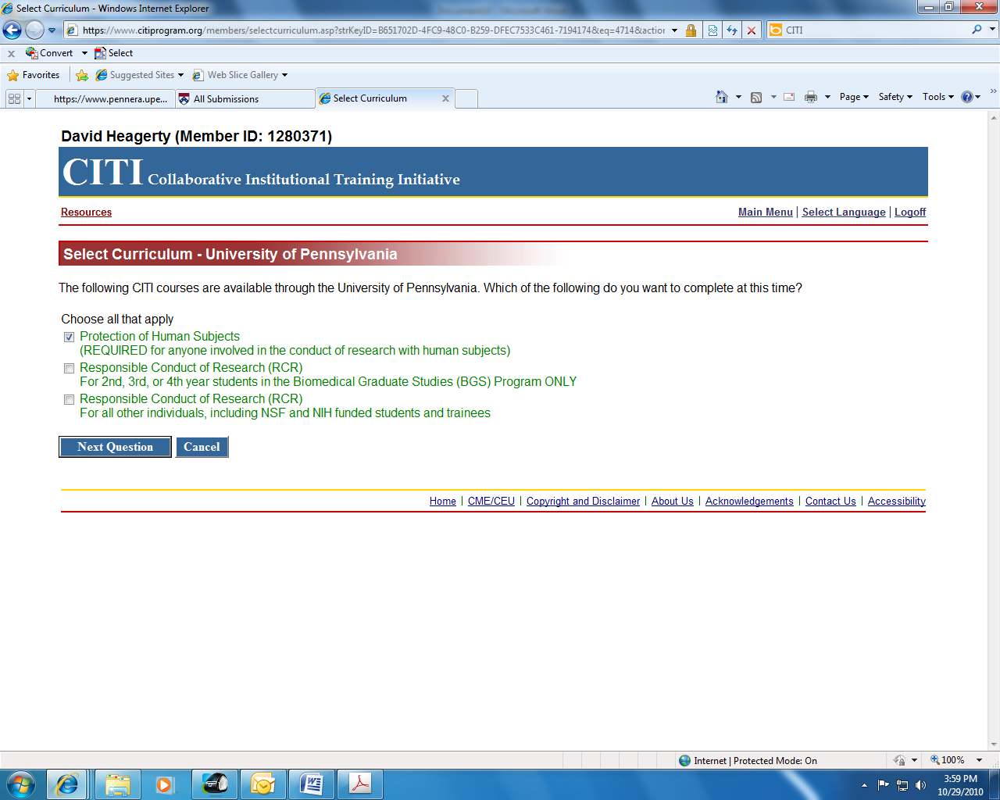 Select Curriculum - Windows Internet Explorer
https://www.citiprogram.org/members/selectcurriculum.asp?strKeyID=B651702D-4FC9-48C0-B259-DFEC7533C461-7194174&eq=4714&action
CITI
x Convert Select
Favorites Suggested Sites Web Slice Gallery
https://www.pennera.upe... All Submissions Select Curriculum Page Safety Tools
David Heagerty (Member ID: 1280371)
CITI Collaborative Institutional Training Initiative
Resources Main Menu | Select Language | Logoff
Select Curriculum - University of Pennsylvania
The following CITI courses are available through the University of Pennsylvania. Which of the following do you want to complete at this time?
Choose all that apply
Protection of Human Subjects
(REQUIRED for anyone involved in the conduct of research with human subjects)
Responsible Conduct of Research (RCR)
For 2nd, 3rd, or 4th year students in the Biomedical Graduate Studies (BGS) Program ONLY
Responsible Conduct of Research (RCR)
For all other individuals, including NSF and NIH funded students and trainees
Next Question Cancel
Home | CME/CEU | Copyright and Disclaimer | About Us | Acknowledgements | Contact Us | Accessibility
Internet | Protected Mode: On 100%
3:59 PM
10/29/2010